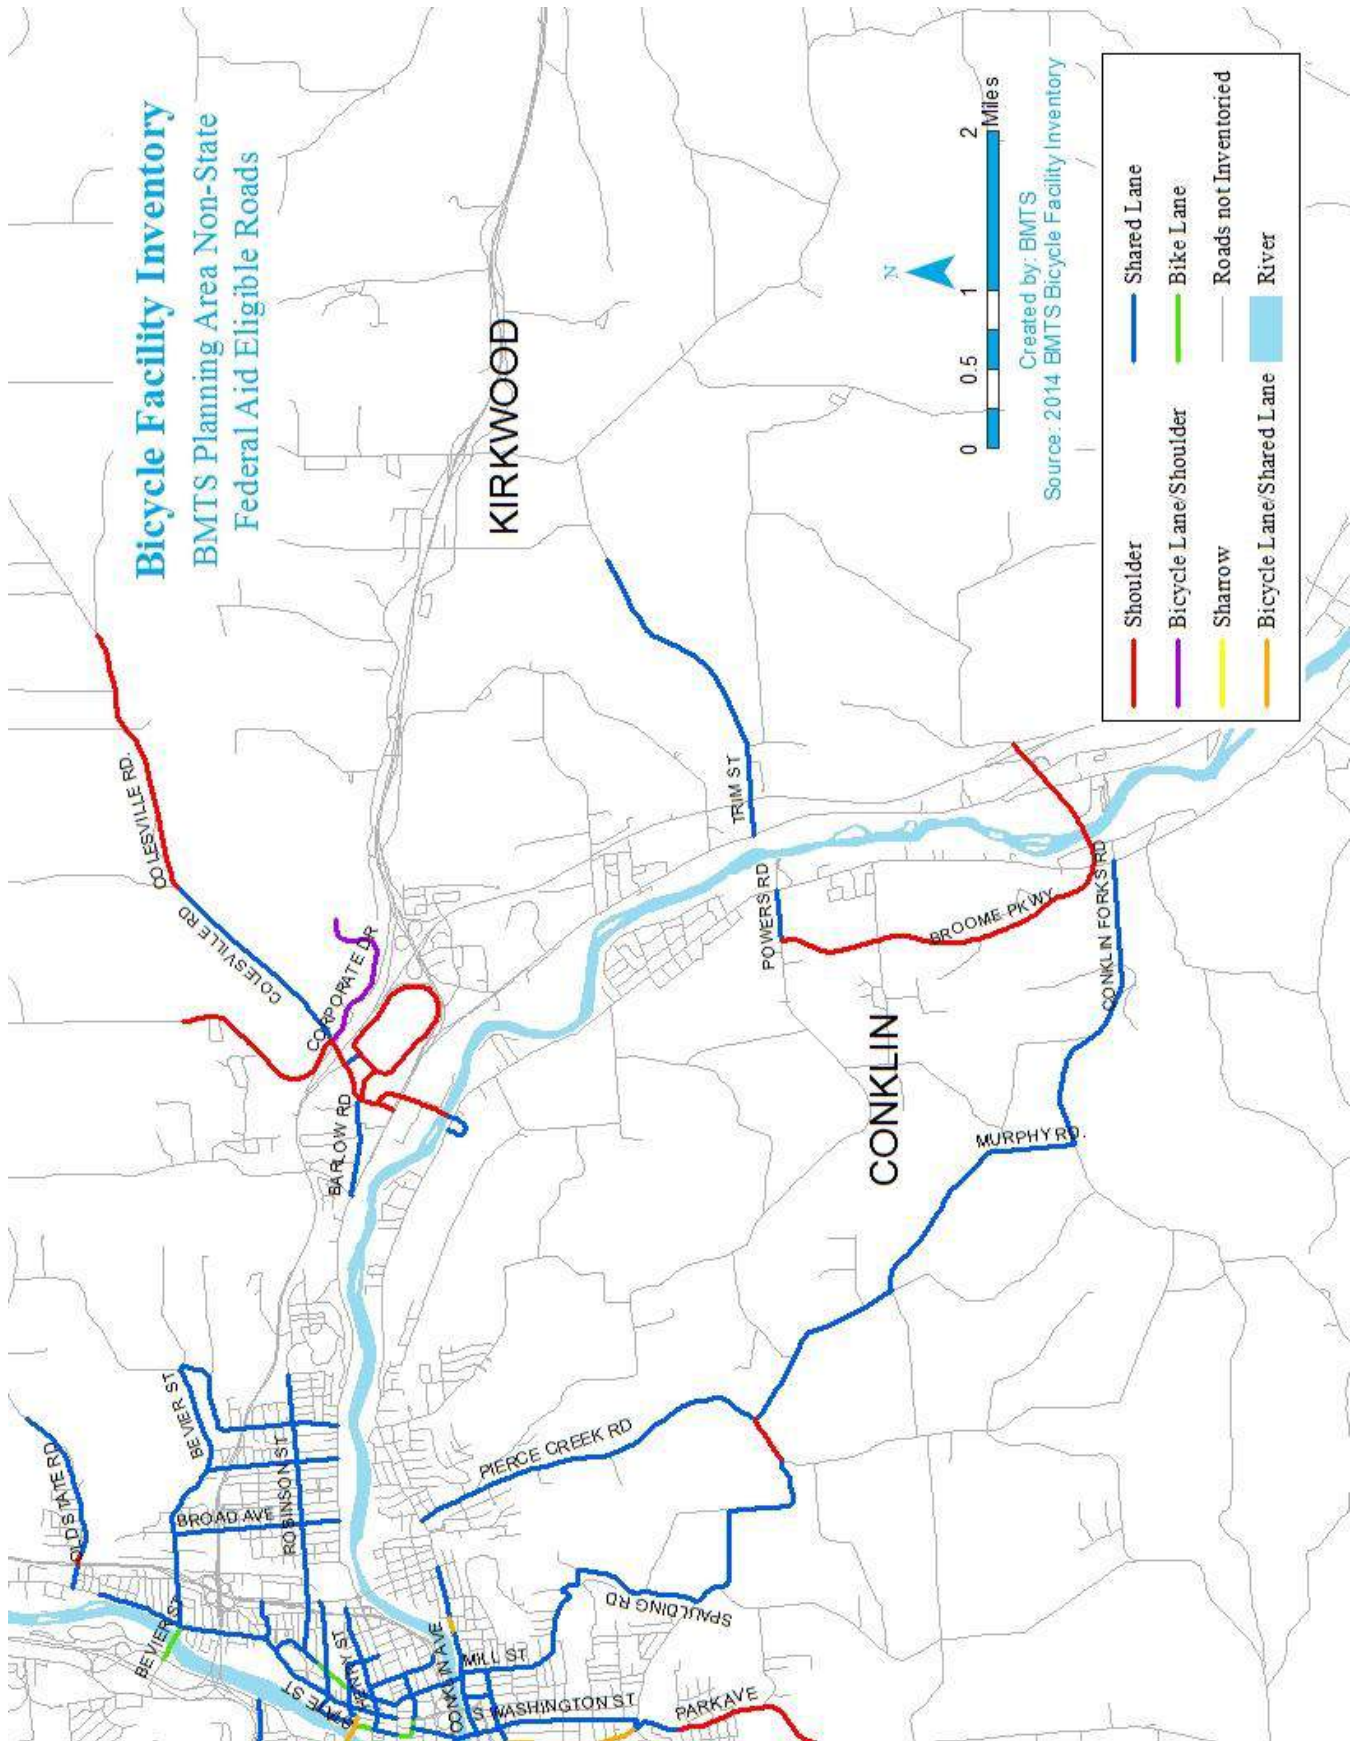 Bicycle Facility Inventory
BMTS Planning Area Non-State
Federal Aid Eligible Roads
KIRKWOOD
CONKLIN
COLESVILLE RD.
COLESVILLE RD
CORPORATE DR
BARLOW RD
TRIM ST
POWERS RD
BROOME PKWY
CONKLIN FORKS RD
MURPHY RD.
OLD STATE RD
BEVIER ST
BROAD AVE
ROBINSON ST
PIERCE CREEK RD
SPAULDING RD
BEVIER ST
STATE ST
HENRY ST
CONKLIN AVE
MILL ST
S WASHINGTON ST
PARK AVE
N
0 0.5 1 2
Miles
Created by: BMTS
Source: 2014 BMTS Bicycle Facility Inventory
Shoulder
Shared Lane
Bicycle Lane/Shoulder
Bike Lane
Sharrow
Roads not Inventoried
Bicycle Lane/Shared Lane
River